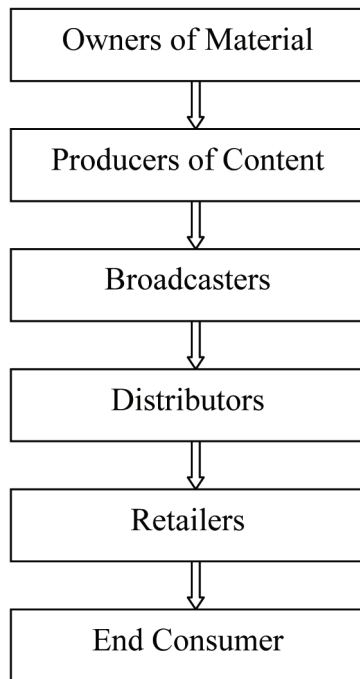 Owners of Material
Producers of Content
Broadcasters
Distributors
Retailers
End Consumer